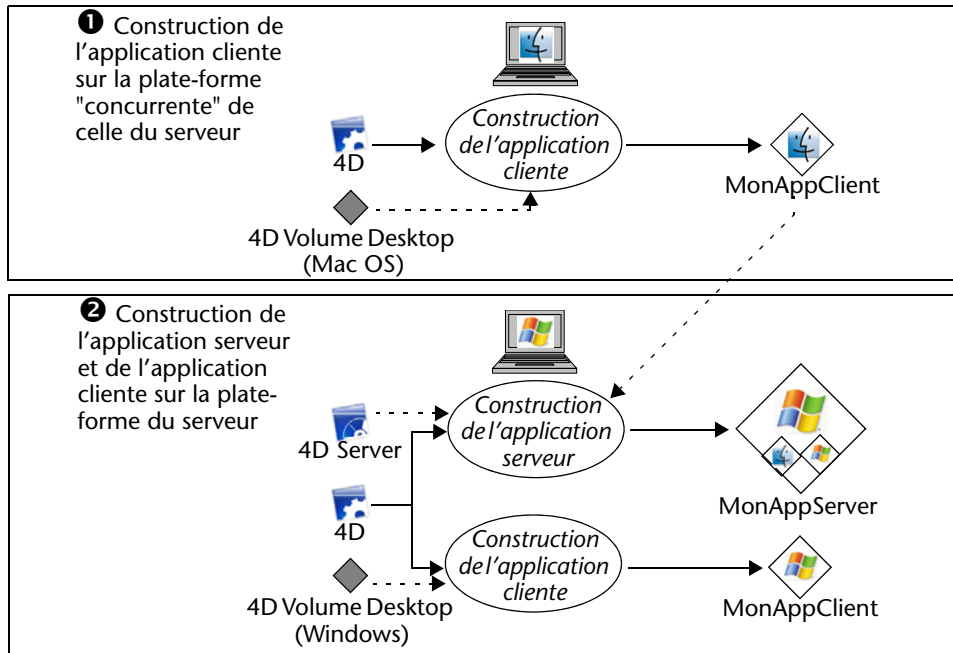 ❶ Construction de
l'application cliente
sur la plate-forme
"concurrente" de
celle du serveur
4D
4D Volume Desktop
(Mac OS)
Construction
de l'application
cliente
MonAppClient
❷ Construction de
l'application serveur
et de l'application
cliente sur la plate-
forme du serveur
4D Server
4D
4D Volume Desktop
(Windows)
Construction
de l'application
serveur
Construction
de l'application
cliente
MonAppServer
MonAppClient